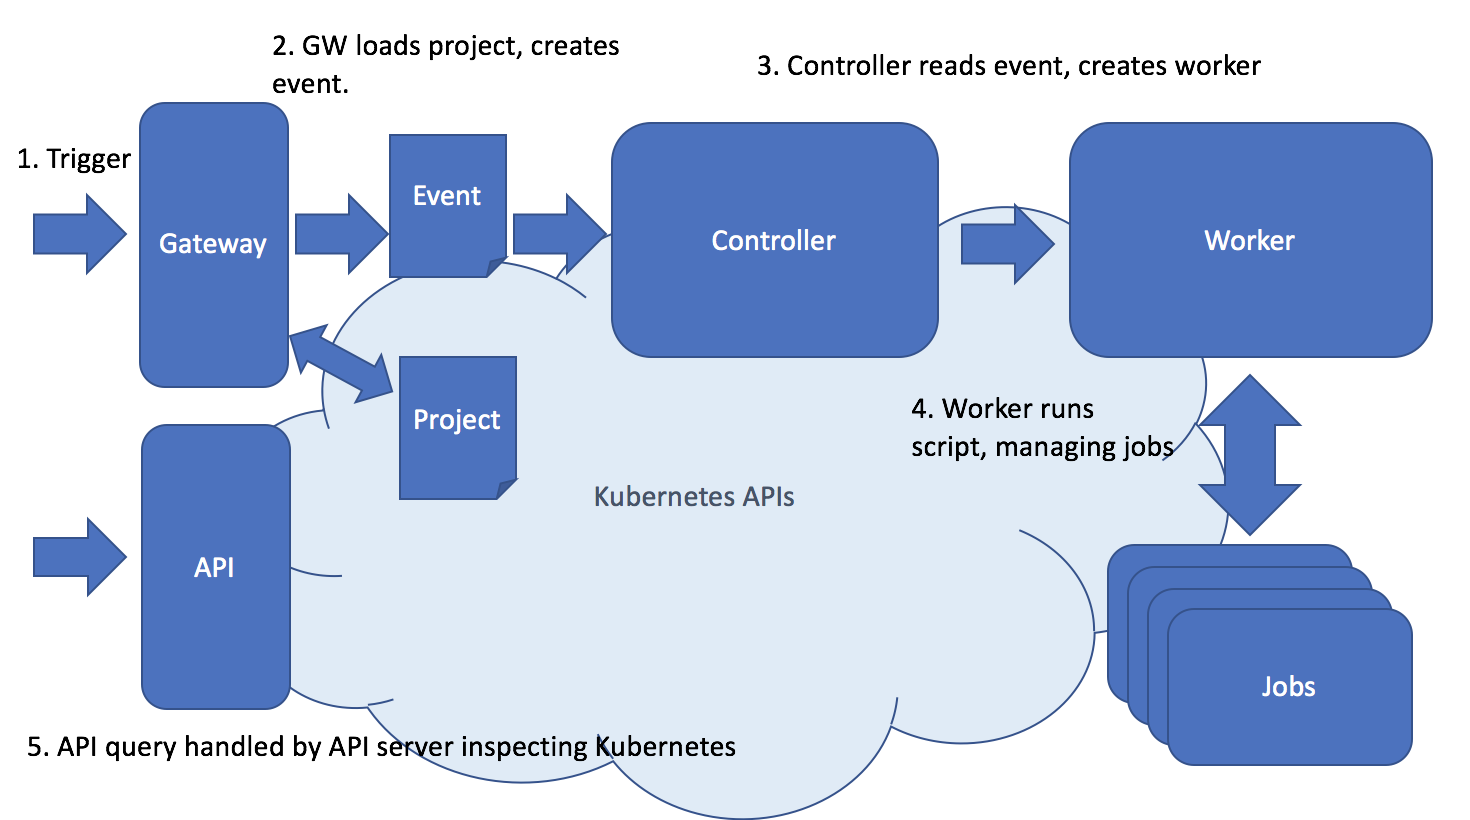 2. GW loads project, creates
event.
3. Controller reads event, creates worker
1. Trigger
Event
Gateway
Controller
Worker
Project
4. Worker runs
script, managing jobs
Kubernetes APIs
API
Jobs
5. API query handled by API server inspecting Kubernetes